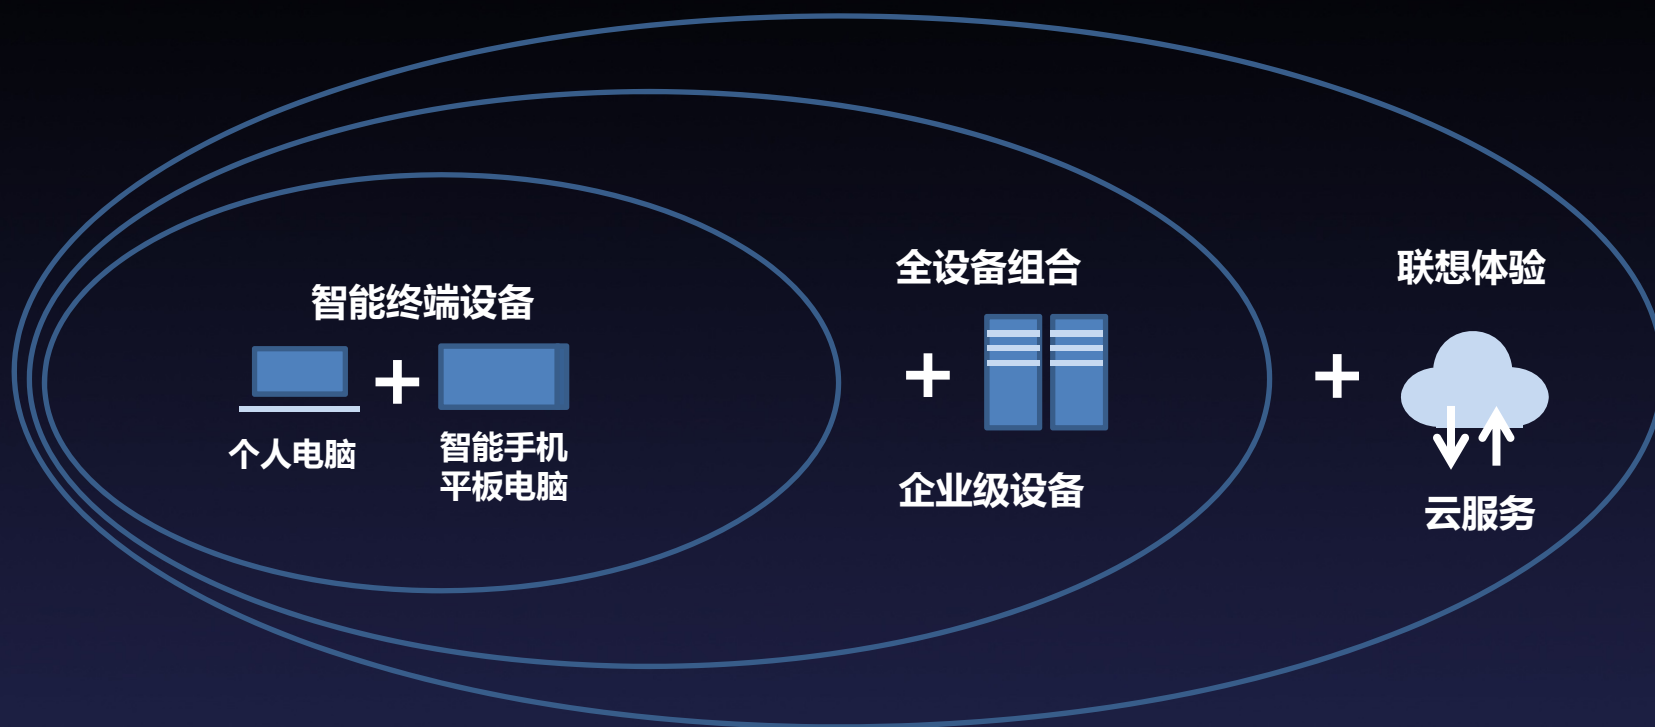 智能终端设备
个人电脑
+
智能手机
平板电脑
全设备组合
+
企业级设备
联想体验
+
云服务